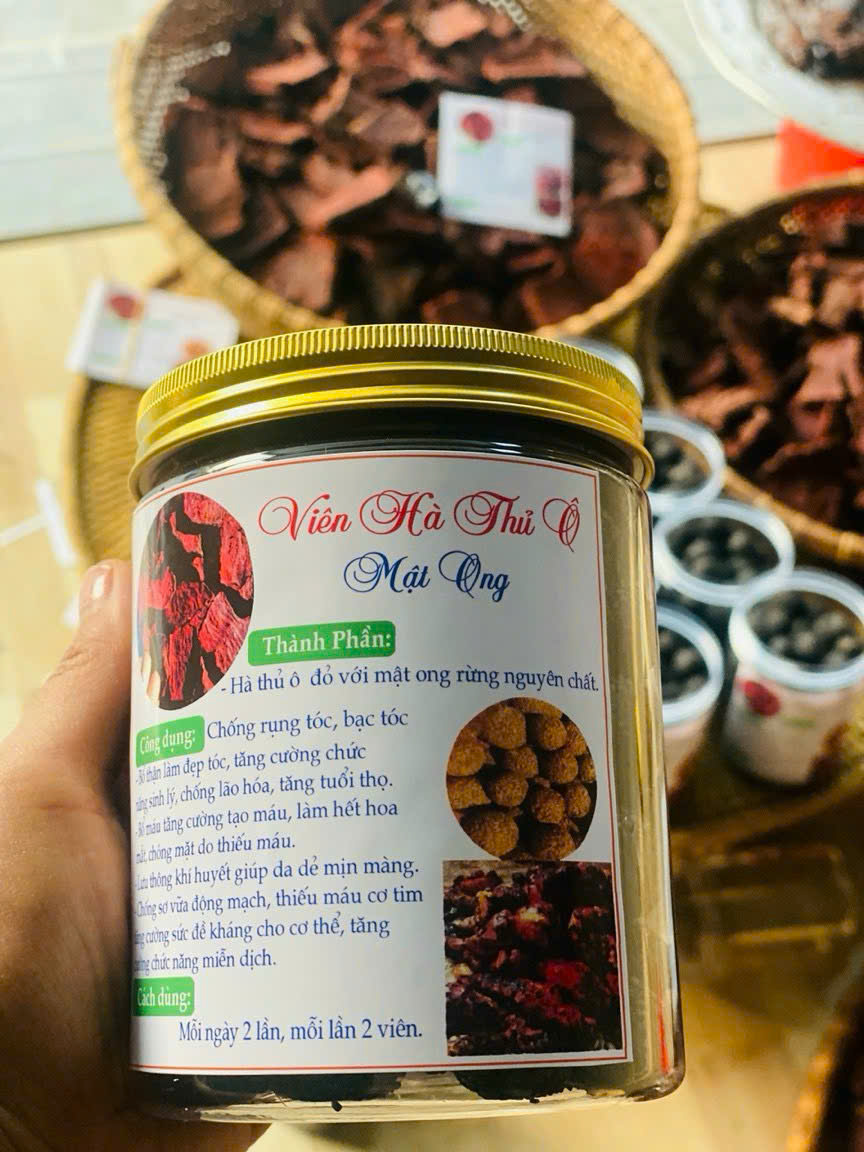 Viên Hà Thủ Ô
Mật Ong
Thành Phần:
- Hà thủ ô đỏ với mật ong rừng nguyên chất.
Công dụng: Chống rụng tóc, bạc tóc
- Bổ thận làm đẹp tóc, tăng cường chức
năng sinh lý, chống lão hóa, tăng tuổi thọ.
- Bổ máu tăng cường tạo máu, làm hết hoa
mắt, chóng mặt do thiếu máu.
- Lưu thông khí huyết giúp da dẻ mịn màng.
- Chống sơ vữa động mạch, thiếu máu cơ tim
tăng cường sức đề kháng cho cơ thể, tăng
cường chức năng miễn dịch.
Cách dùng:
Mỗi ngày 2 lần, mỗi lần 2 viên.